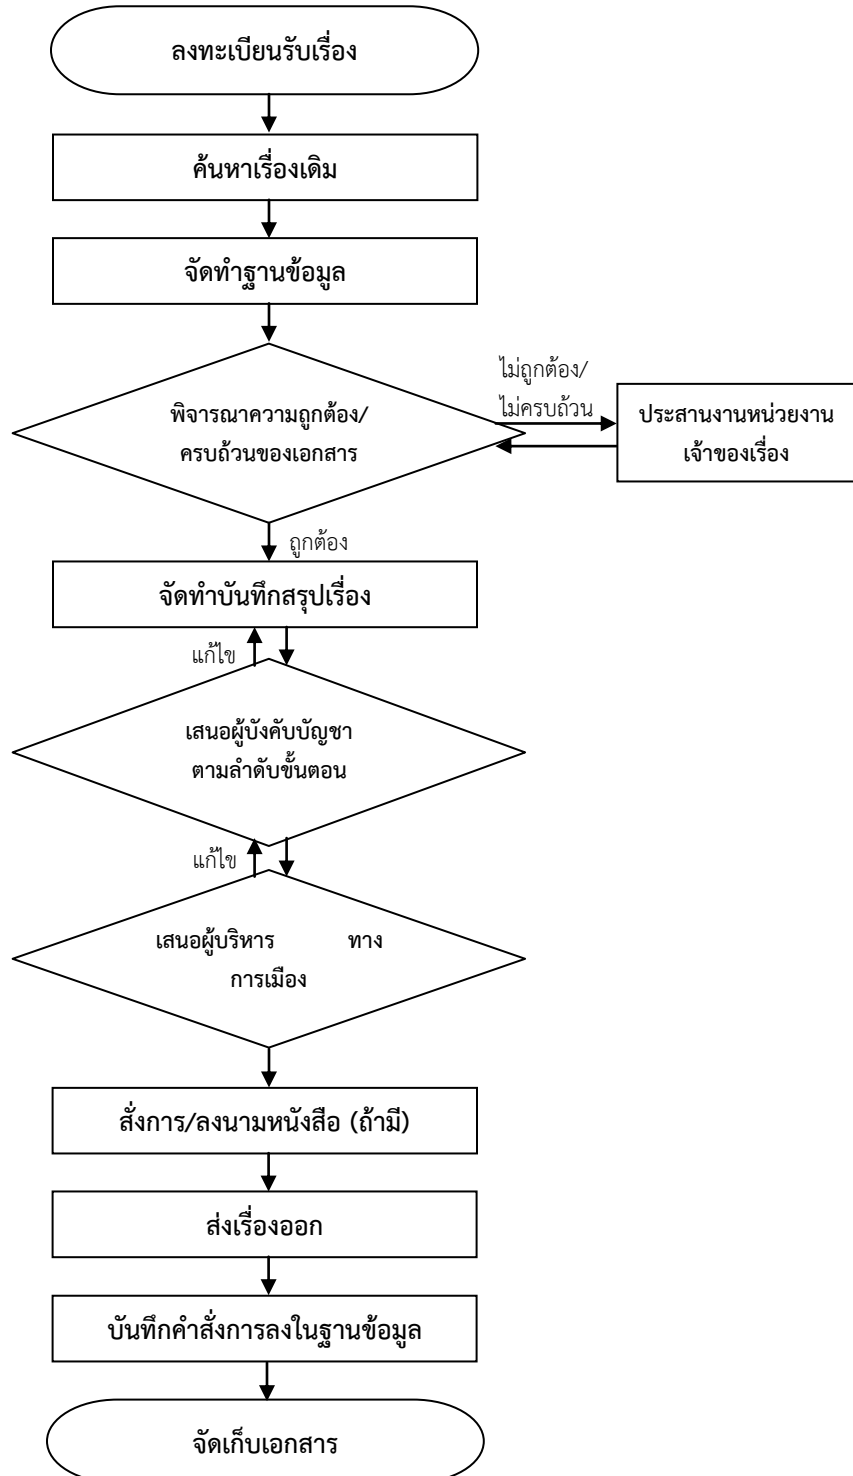 ลงทะเบียนรับเรื่อง
ค้นหาเรื่องเดิม
จัดทำฐานข้อมูล
ไม่ถูกต้อง/
ไม่ครบถ้วน
พิจารณาความถูกต้อง/
ครบถ้วนของเอกสาร
ประสานงานหน่วยงาน
เจ้าของเรื่อง
ถูกต้อง
จัดทำบันทึกสรุปเรื่อง
แก้ไข
เสนอผู้บังคับบัญชา
ตามลำดับขั้นตอน
แก้ไข
เสนอผู้บริหาร ทาง
การเมือง
สั่งการ/ลงนามหนังสือ (ถ้ามี)
ส่งเรื่องออก
บันทึกคำสั่งการลงในฐานข้อมูล
จัดเก็บเอกสาร